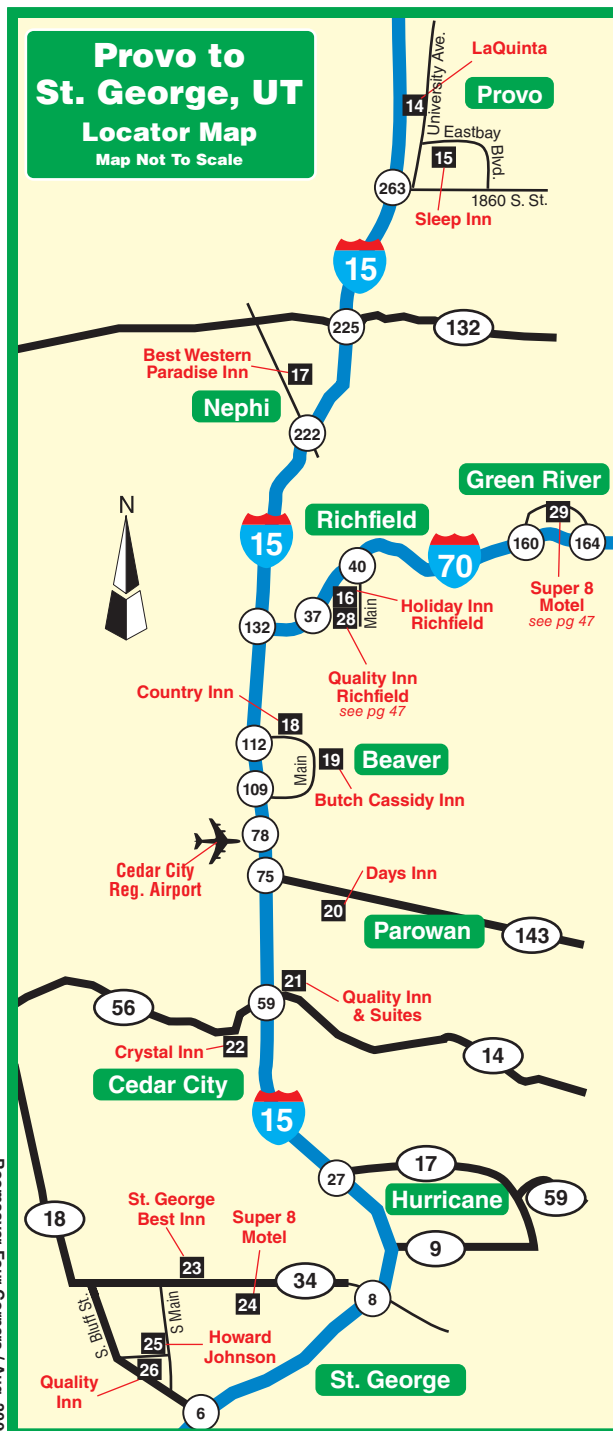 Provo to
St. George, UT
Locator Map
Map Not To Scale
LaQuinta
14
University Ave.
Provo
Eastbay
Blvd.
15
263
1860 S. St.
Sleep Inn
15
225
132
Best Western
Paradise Inn
17
Nephi
222
N
Green River
29
160
164
Super 8
Motel
see pg 47
15
Richfield
70
40
37
132
16
28
Main
Holiday Inn
Richfield
Quality Inn
Richfield
see pg 47
Country Inn
18
112
Main
19
Beaver
109
Butch Cassidy Inn
78
Cedar City
Reg. Airport
75
Days Inn
20
Parowan
143
21
Quality Inn
& Suites
56
59
22
Crystal Inn
14
Cedar City
15
27
17
Hurricane
59
18
9
St. George
Best Inn
23
Super 8
Motel
24
34
8
S. Bluff St.
S Main
25
Howard
Johnson
26
Quality
Inn
St. George
6